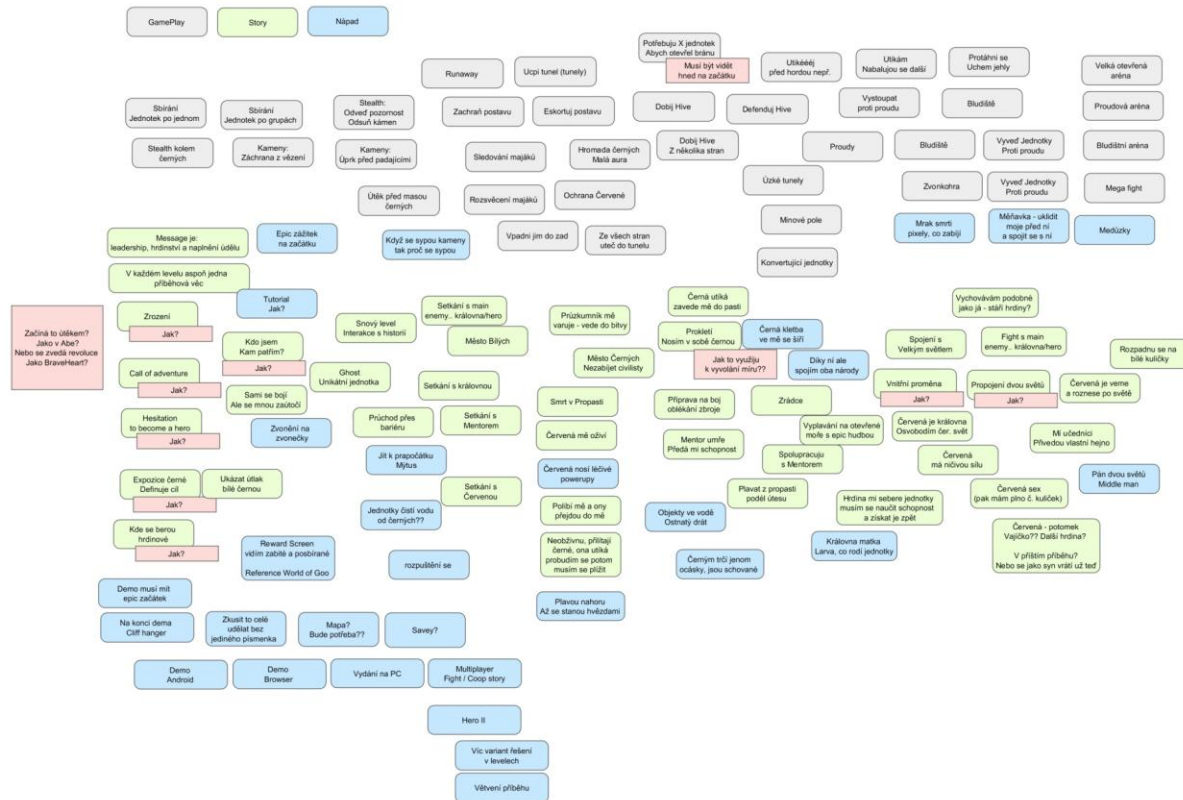 GamePlay
Story
Nápad
Potřebuju X jednotek
Abych otevřel bránu
Musí být vidět
hned na začátku
Utíkéééj
před hordou nepř.
Utíkám
Nabalujou se další
Protáhni se
Uchem jehly
Velká otevřená
aréna
Runaway
Ucpi tunel (tunely)
Sbírání
Jednotek po jednom
Sbírání
Jednotek po grupách
Stealth:
Odveď pozornost
Odsuň kámen
Zachraň postavu
Eskortuj postavu
Dobij Hive
Defenduj Hive
Vystoupat
proti proudu
Bludiště
Proudová aréna
Stealth kolem
černých
Kameny:
Záchrana z vězení
Kameny:
Úprk před padajícími
Sledování majáků
Hromada černých
Malá aura
Dobij Hive
Z několika stran
Proudy
Bludiště
Vyveď Jednotky
Proti proudu
Bludištní aréna
Útěk před masou
černých
Rozsvěcení majáků
Ochrana Červené
Úzké tunely
Zvonkohra
Vyveď Jednotky
Proti proudu
Mega fight
Vpadni jim do zad
Ze všech stran
uteč do tunelu
Minové pole
Konvertující jednotky
Mrak smrti
pixely, co zabíjí
Měňavka - uklidit
moje před ní
a spojit se s ní
Medúzky
Message je:
leadership, hrdinství a naplnění údělu
Epic zážitek
na začátku
Když se sypou kameny
tak proč se sypou
V každém levelu aspoň jedna
příběhová věc
Tutorial
Jak?
Začíná to útěkem?
Jako v Abe?
Nebo se zvedá revoluce
Jako BraveHeart?
Zrození
Jak?
Kdo jsem
Kam patřím?
Jak?
Snový level
Interakce s historií
Setkání s main
enemy.. královna/hero
Město Bílých
Průzkumník mě
varuje - vede do bitvy
Černá utíká
zavede mě do pasti
Prokletí
Nosím v sobě černou
Jak to využiju
k vyvolání míru??
Černá kletba
ve mě se šíří
Díky ní ale
spojím oba národy
Vychovávám podobné
jako já - stáří hrdiny?
Spojení s
Velkým světlem
Fight s main
enemy.. královna/hero
Rozpadnu se na
bílé kuličky
Call of adventure
Jak?
Sami se bojí
Ale se mnou zaútočí
Ghost
Unikátní jednotka
Setkání s královnou
Město Černých
Nezabíjet civilisty
Vnitřní proměna
Jak?
Propojení dvou světů
Jak?
Červená je veme
a roznese po světě
Hesitation
to become a hero
Jak?
Zvonění na
zvonečky
Průchod přes
bariéru
Setkání s
Mentorem
Smrt v Propasti
Příprava na boj
oblékání zbroje
Zrádce
Červená mě oživí
Mentor umře
Předá mi schopnost
Vyplavání na otevřené
moře s epic hudbou
Červená je královna
Osvobodím čer. svět
Mí učedníci
Přivedou vlastní hejno
Jít k prapočátku
Mýtus
Spolupracuju
s Mentorem
Červená
má ničivou sílu
Expozice černé
Definuje cíl
Jak?
Ukázat útlak
bílé černou
Setkání s
Červenou
Červená nosí léčivé
powerupy
Plavat z propasti
podél útesu
Hrdina mi sebere jednotky
musím se naučit schopnost
a získat je zpět
Červená sex
(pak mám plno č. kuliček)
Pán dvou světů
Middle man
Kde se berou
hrdinové
Jak?
Jednotky čistí vodu
od černých??
Políbí mě a ony
přejdou do mě
Objekty ve vodě
Ostnatý drát
Královna matka
Larva, co rodí jednotky
Červená - potomek
Vajíčko?? Další hrdina?
V příštím příběhu?
Nebo se jako syn vrátí už teď
Reward Screen
vidím zabité a posbírané
Reference World of Goo
rozpuštění se
Neobživnu, přilítají
černé, ona utíká
probudím se potom
musím se plížit
Černým trčí jenom
ocásky, jsou schované
Demo musí mít
epic začátek
Plavou nahoru
Až se stanou hvězdami
Na konci dema
Cliff hanger
Zkusit to celé
udělat bez
jediného písmenka
Mapa?
Bude potřeba??
Savey?
Demo
Android
Demo
Browser
Vydání na PC
Multiplayer
Fight / Coop story
Hero II
Víc variant řešení
v levelech
Větvení příběhu